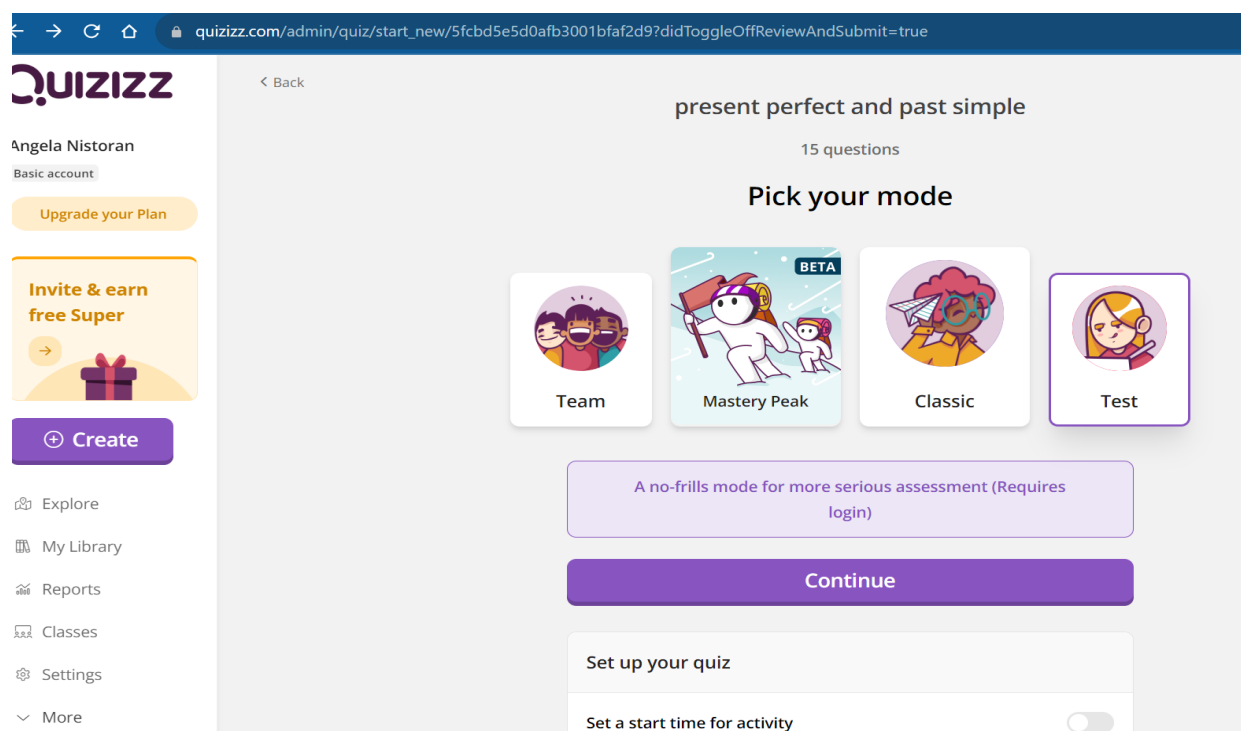 quizizz.com/admin/quiz/start_new/5fcbd5e5d0afb3001bfaf2d9?didToggleOffReviewAndSubmit=true
QUIZIZZ
Angela Nistoran
Basic account
Upgrade your Plan
Invite & earn
free Super
Create
Explore
My Library
Reports
Classes
Settings
More
Back
present perfect and past simple
15 questions
Pick your mode
Team
BETA
Mastery Peak
Classic
Test
A no-frills mode for more serious assessment (Requires
login)
Continue
Set up your quiz
Set a start time for activity